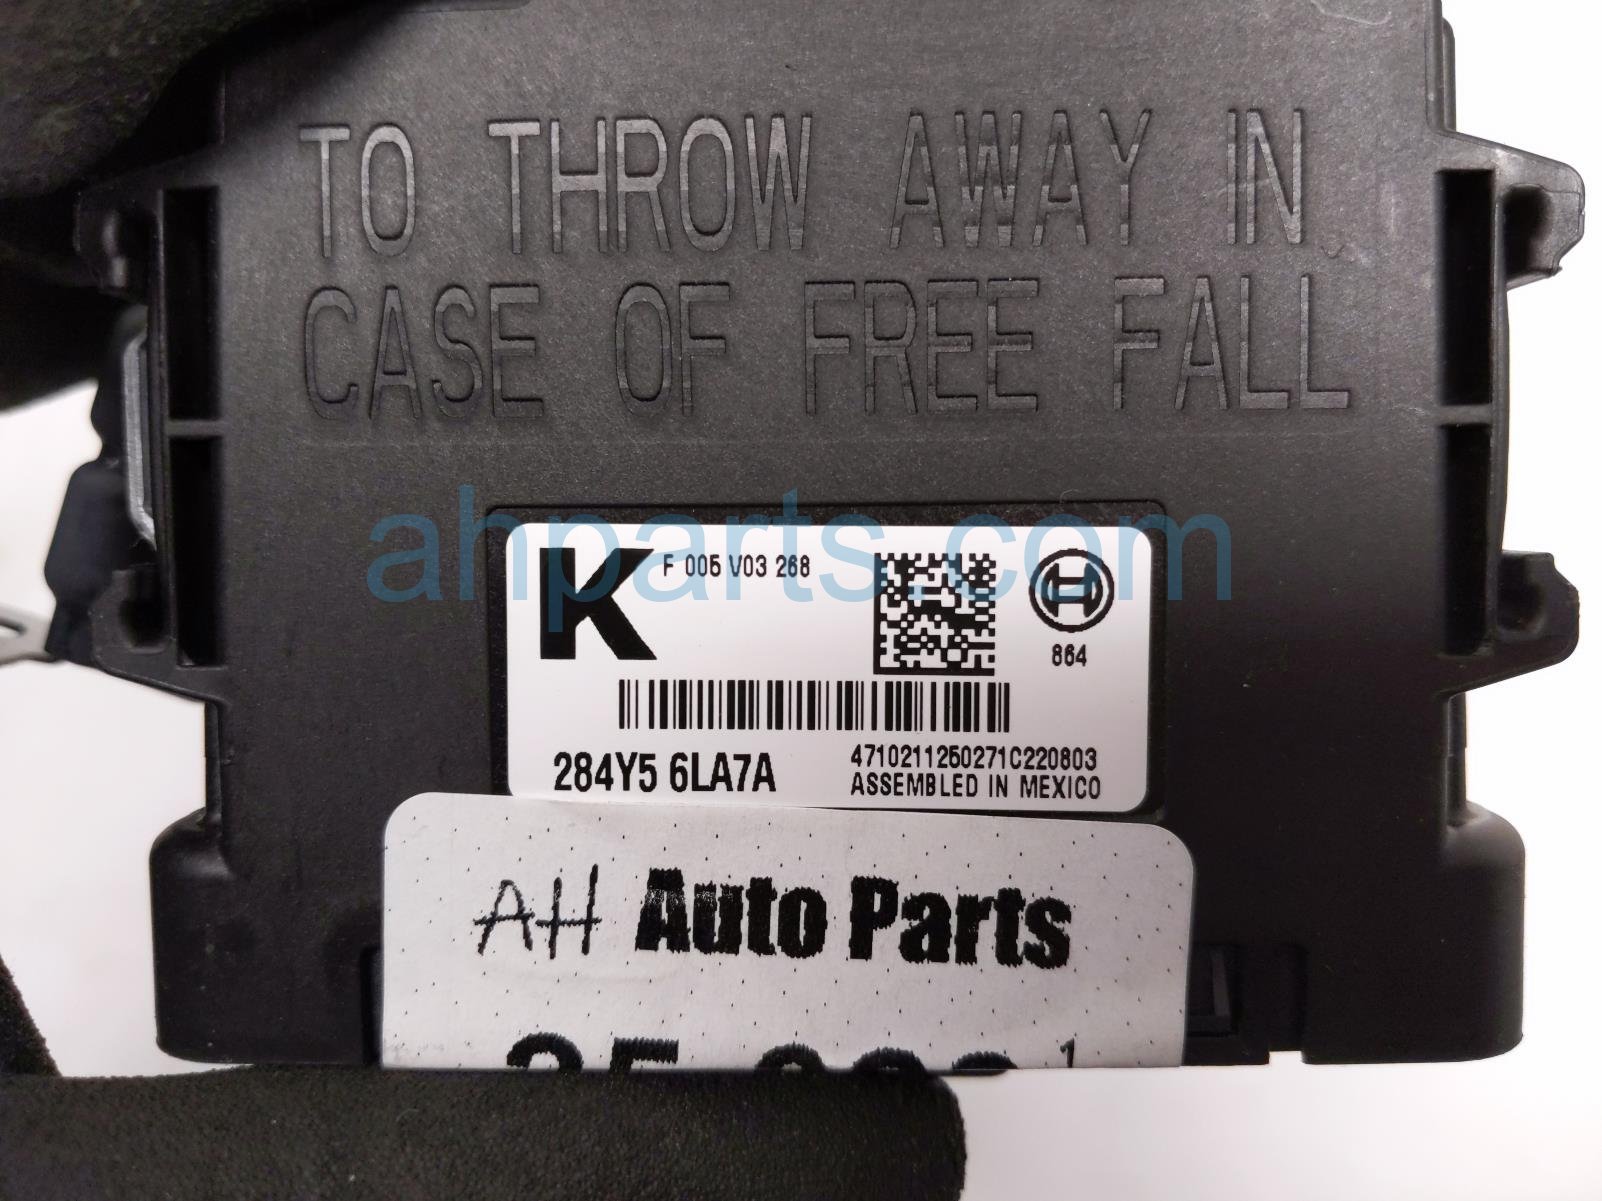 TO THROW AWAY IN
CASE OF FREE FALL
ahparts.com
K
F 005 V03 268
864
284Y5 6LA7A
4710211250271C220803
ASSEMBLED IN MEXICO
AH Auto Parts